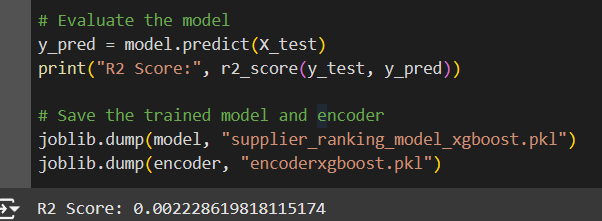 # Evaluate the model
y_pred = model.predict(X_test)
print("R2 Score:", r2_score(y_test, y_pred))
# Save the trained model and encoder
joblib.dump(model, "supplier_ranking_model_xgboost.pkl")
joblib.dump(encoder, "encoderxgboost.pkl")
R2 Score: 0.002228619818115174